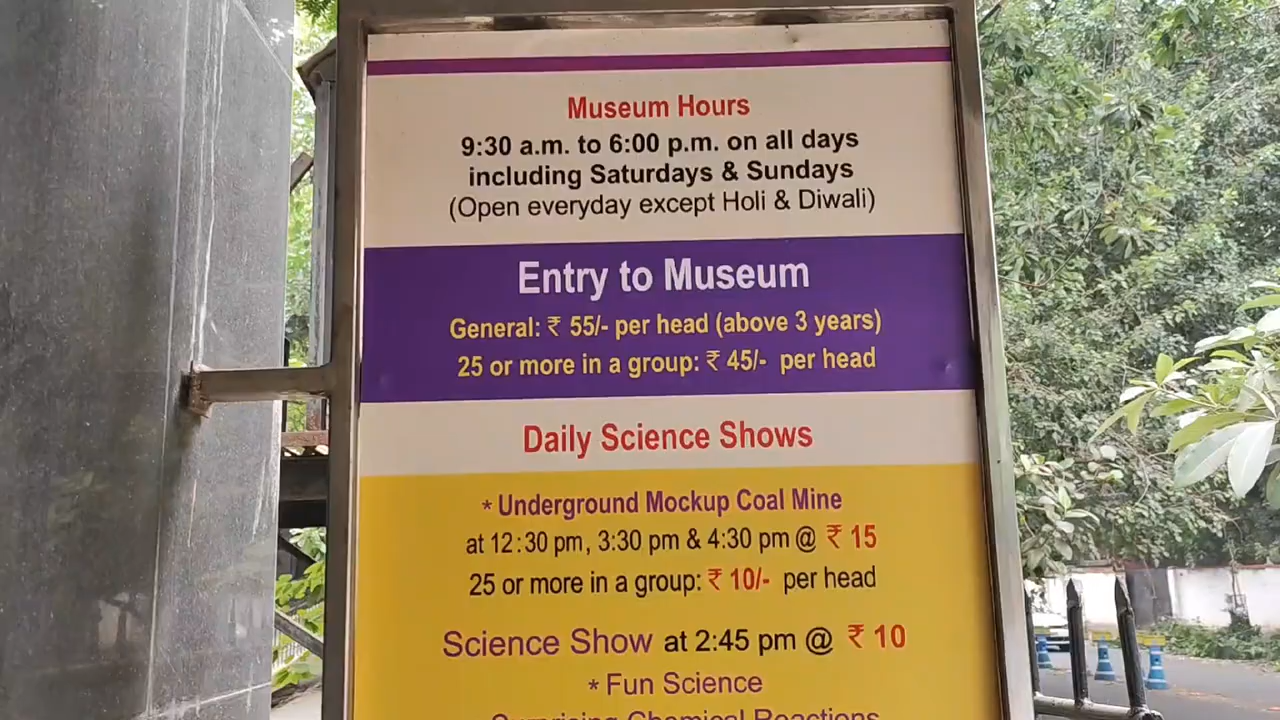 Museum Hours
9:30 a.m. to 6:00 p.m. on all days
including Saturdays & Sundays
(Open everyday except Holi & Diwali)
Entry to Museum
General: ₹ 55/- per head (above 3 years)
25 or more in a group: ₹ 45/- per head
Daily Science Shows
* Underground Mockup Coal Mine
at 12:30 pm, 3:30 pm & 4:30 pm @ ₹ 15
25 or more in a group: ₹ 10/- per head
Science Show at 2:45 pm @ ₹ 10
* Fun Science
Surprising Chemical Reactions